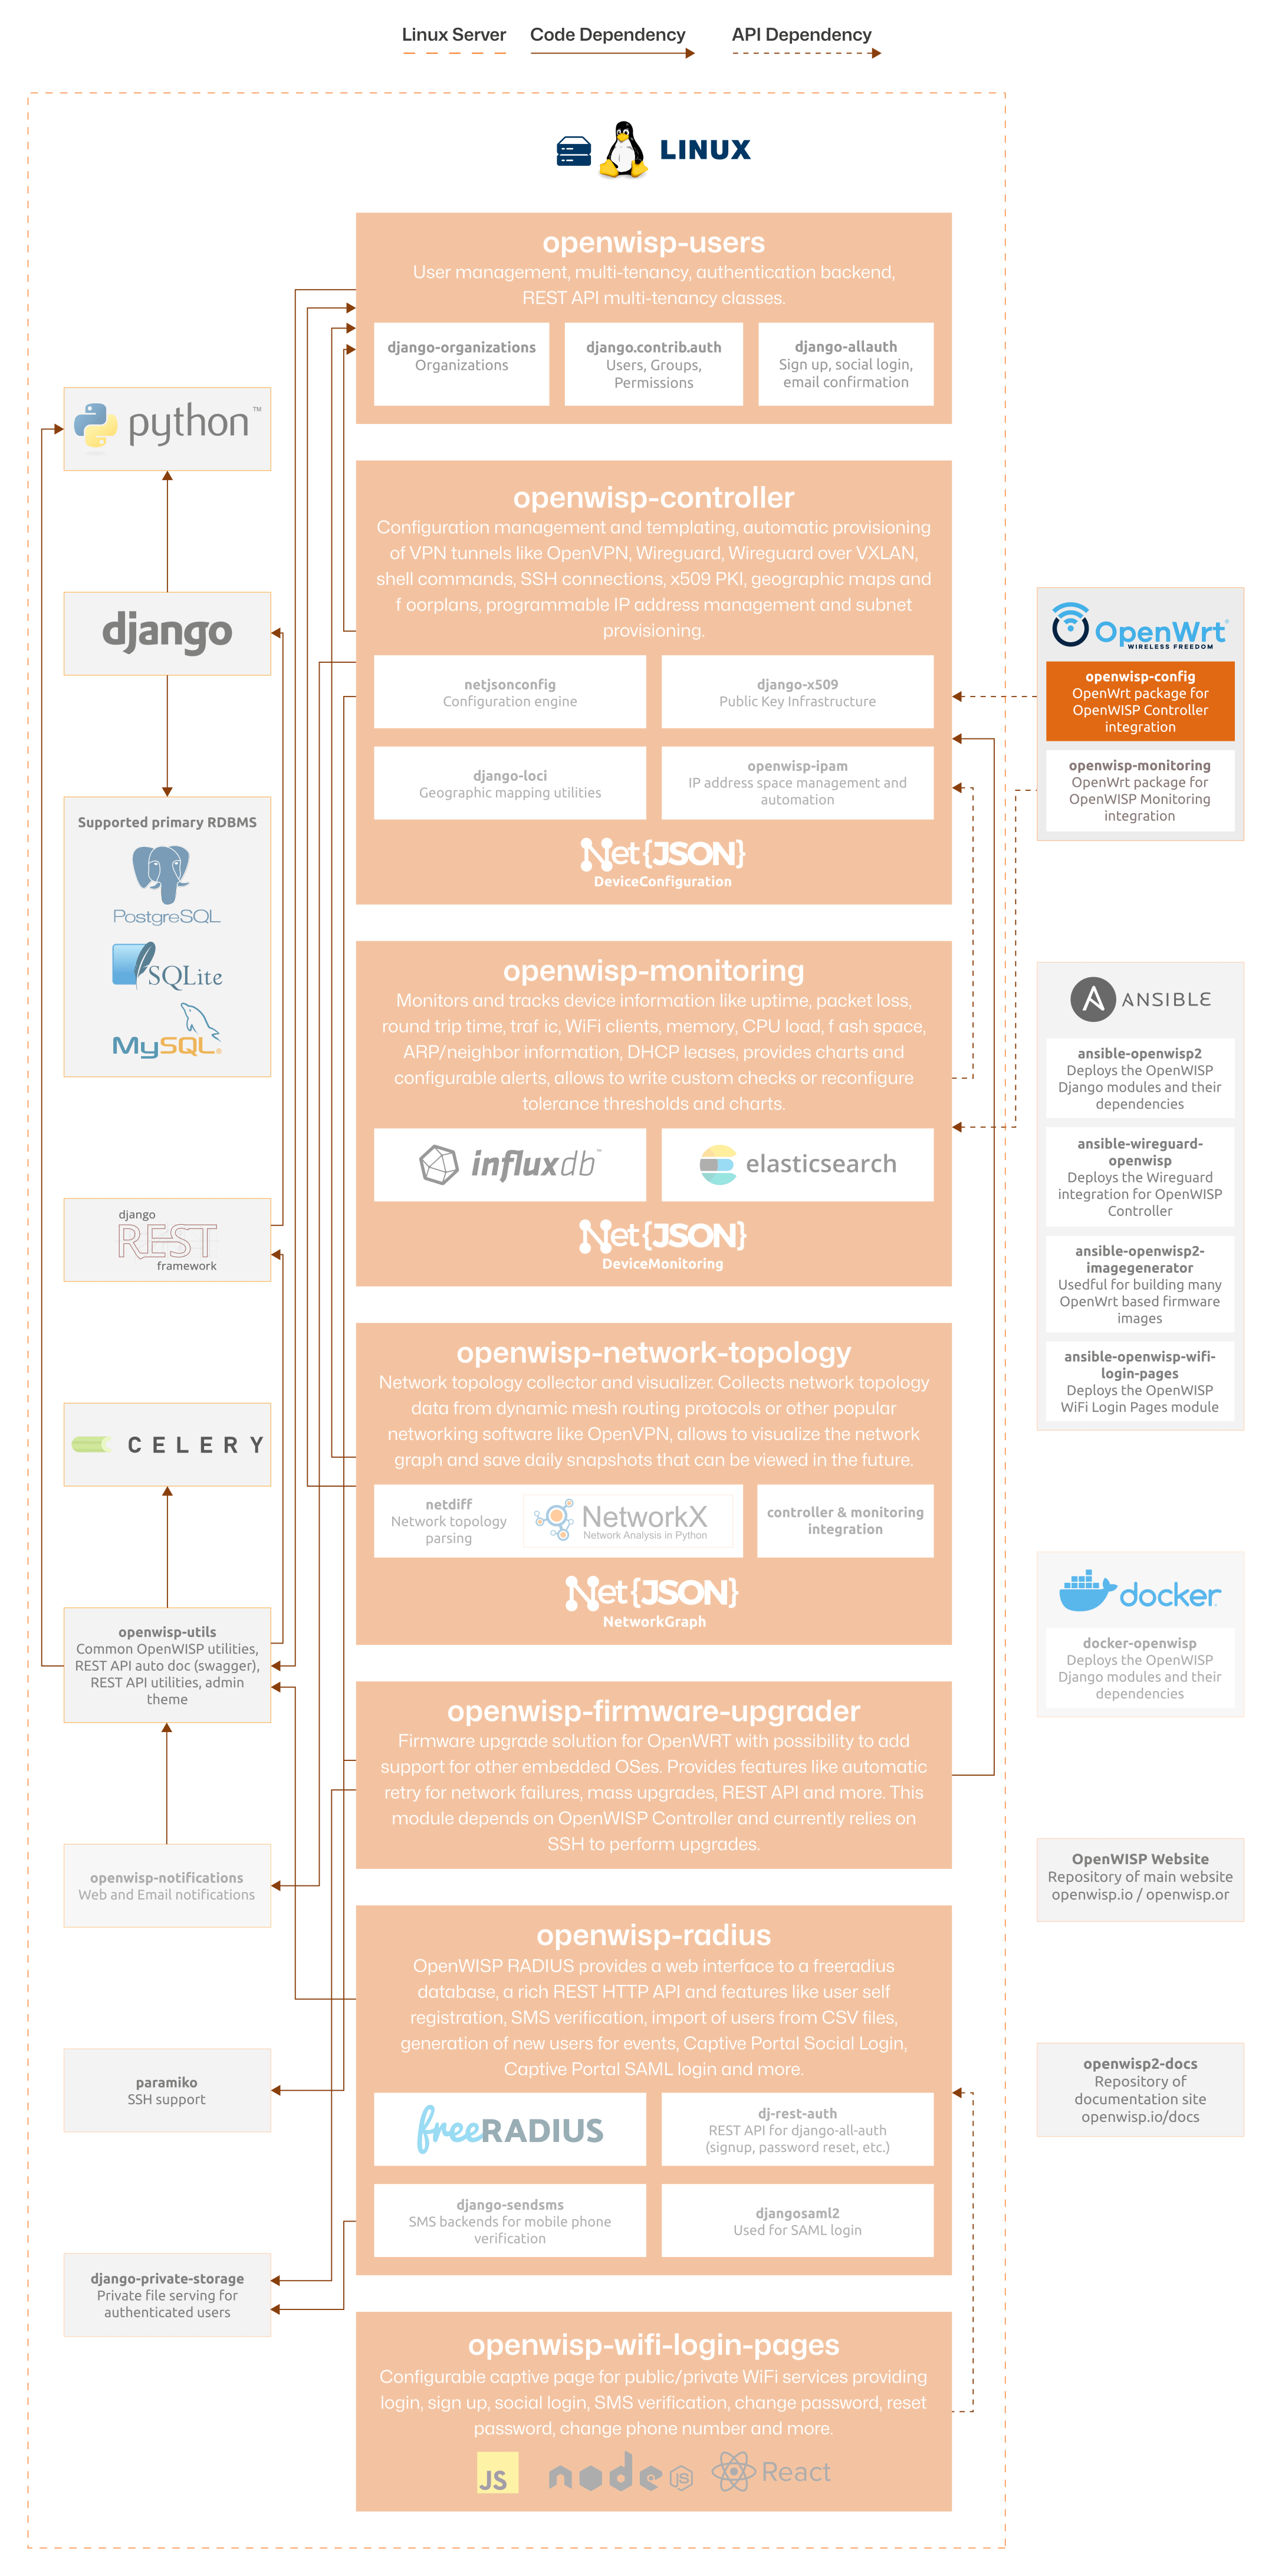 Linux Server
Code Dependency
API Dependency
LINUX
openwisp-users
User management, multi-tenancy, authentication backend,
REST API multi-tenancy classes.
django-organizations
Organizations
django.contrib.auth
Users, Groups,
Permissions
django-allauth
Sign up, social login,
email confirmation
python™
django
Supported primary RDBMS
PostgreSQL
SQLite
MySQL®
django
REST
framework
CELERY
openwisp-utils
Common OpenWISP utilities,
REST API auto doc (swagger),
REST API utilities, admin
theme
openwisp-notifications
Web and Email notifications
paramiko
SSH support
django-private-storage
Private file serving for
authenticated users
openwisp-controller
Configuration management and templating, automatic provisioning
of VPN tunnels like OpenVPN, Wireguard, Wireguard over VXLAN,
shell commands, SSH connections, x509 PKI, geographic maps and
f oorplans, programmable IP address management and subnet
provisioning.
netjsonconfig
Configuration engine
django-x509
Public Key Infrastructure
django-loci
Geographic mapping utilities
openwisp-ipam
IP address space management and
automation
Net{JSON}
DeviceConfiguration
openwisp-monitoring
Monitors and tracks device information like uptime, packet loss,
round trip time, traf ic, WiFi clients, memory, CPU load, f ash space,
ARP/neighbor information, DHCP leases, provides charts and
configurable alerts, allows to write custom checks or reconfigure
tolerance thresholds and charts.
influxdb™
elasticsearch
Net{JSON}
DeviceMonitoring
openwisp-network-topology
Network topology collector and visualizer. Collects network topology
data from dynamic mesh routing protocols or other popular
networking software like OpenVPN, allows to visualize the network
graph and save daily snapshots that can be viewed in the future.
netdiff
Network topology
parsing
NetworkX
Network Analysis in Python
controller & monitoring
integration
Net{JSON}
NetworkGraph
openwisp-firmware-upgrader
Firmware upgrade solution for OpenWRT with possibility to add
support for other embedded OSes. Provides features like automatic
retry for network failures, mass upgrades, REST API and more. This
module depends on OpenWISP Controller and currently relies on
SSH to perform upgrades.
openwisp-radius
OpenWISP RADIUS provides a web interface to a freeradius
database, a rich REST HTTP API and features like user self
registration, SMS verification, import of users from CSV files,
generation of new users for events, Captive Portal Social Login,
Captive Portal SAML login and more.
freeRADIUS
dj-rest-auth
REST API for django-all-auth
(signup, password reset, etc.)
django-sendsms
SMS backends for mobile phone
verification
djangosaml2
Used for SAML login
openwisp-wifi-login-pages
Configurable captive page for public/private WiFi services providing
login, sign up, social login, SMS verification, change password, reset
password, change phone number and more.
JS
node JS
React
OpenWrt®
WIRELESS FREEDOM
openwisp-config
OpenWrt package for
OpenWISP Controller
integration
openwisp-monitoring
OpenWrt package for
OpenWISP Monitoring
integration
ANSIBLE
ansible-openwisp2
Deploys the OpenWISP
Django modules and their
dependencies
ansible-wireguard-
openwisp
Deploys the Wireguard
integration for OpenWISP
Controller
ansible-openwisp2-
imagegenerator
Usedful for building many
OpenWrt based firmware
images
ansible-openwisp-wifi-
login-pages
Deploys the OpenWISP
WiFi Login Pages module
docker
docker-openwisp
Deploys the OpenWISP
Django modules and their
dependencies
OpenWISP Website
Repository of main website
openwisp.io / openwisp.or
openwisp2-docs
Repository of
documentation site
openwisp.io/docs